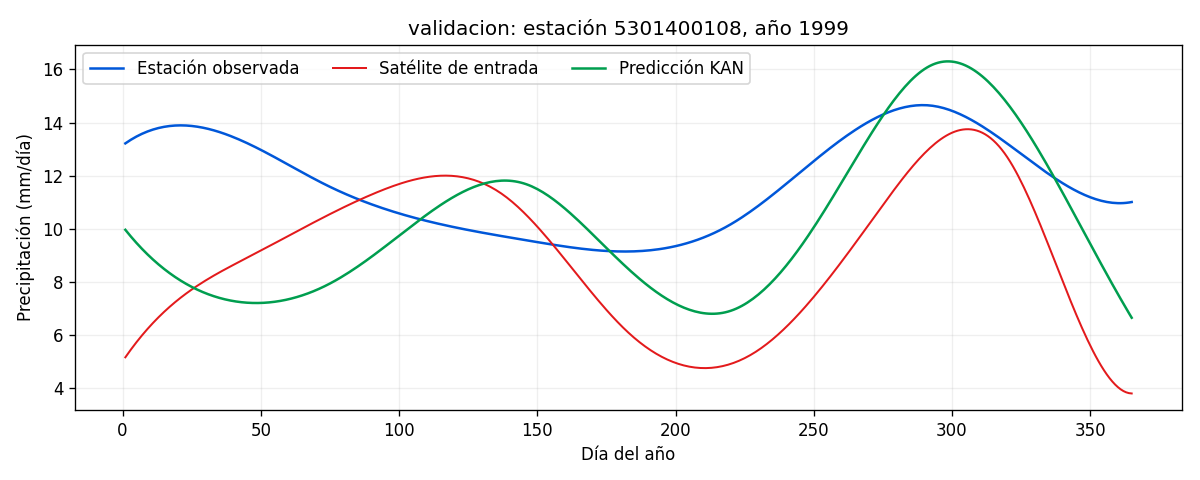 validacion: estación 5301400108, año 1999
Estación observada
Satélite de entrada
Predicción KAN
Precipitación (mm/día)
16
14
12
10
8
6
4
0
50
100
150
200
250
300
350
Día del año